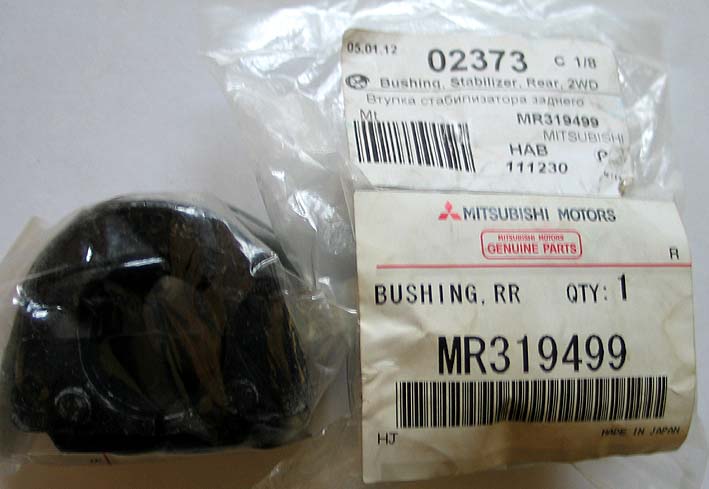 05.01.12 02373 C 1/8
Bushing, Stabilizer, Rear, 2WD
Втулка стабилизатора заднего
MI MR319499
MITSUBISHI
HAB
111230
MITSUBISHI MOTORS
MITSUBISHI MOTORS
GENUINE PARTS
R
BUSHING, RR QTY: 1
MR319499
HJ MADE IN JAPAN